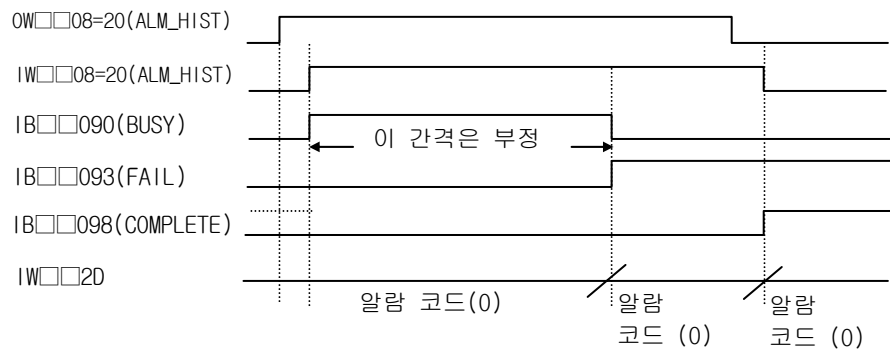 OW□□08=20(ALM_HIST)
IW□□08=20(ALM_HIST)
IB□□090(BUSY)
이 간격은 부정
IB□□093(FAIL)
IB□□098(COMPLETE)
IW□□2D
알람 코드(0)
알람
코드 (0)
알람
코드 (0)